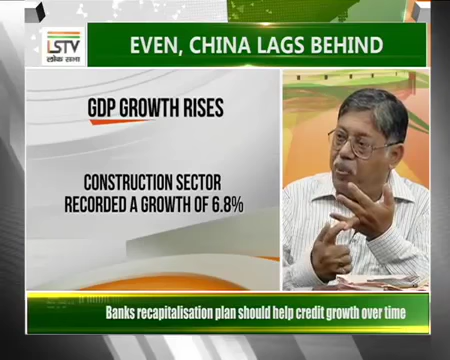 LSTV
लोक सभा
EVEN, CHINA LAGS BEHIND
GDP GROWTH RISES
CONSTRUCTION SECTOR
RECORDED A GROWTH OF 6.8%
Banks recapitalisation plan should help credit growth over time